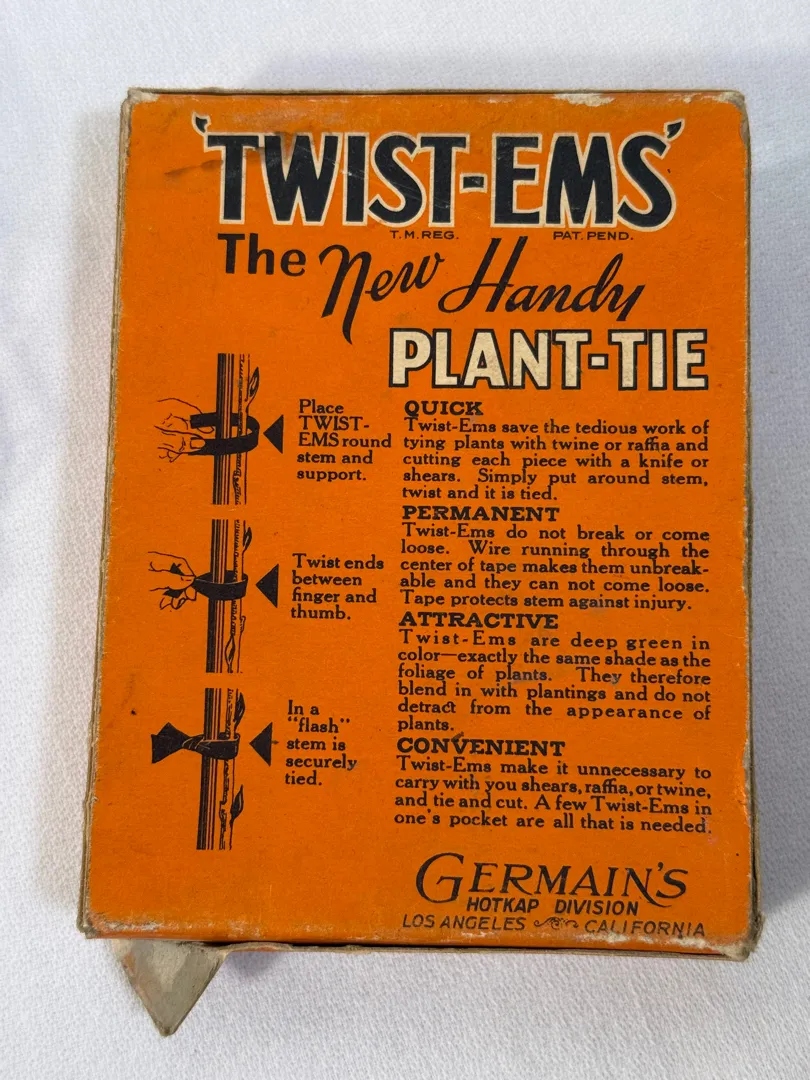 'TWIST-EMS'
T.M. REG. PAT. PEND.
The New Handy
PLANT-TIE
Place
TWIST-
EMS round
stem and
support.
Twist ends
between
finger and
thumb.
In a
"flash"
stem is
securely
tied.
QUICK
Twist-Ems save the tedious work of
tying plants with twine or raffia and
cutting each piece with a knife or
shears. Simply put around stem,
twist and it is tied.
PERMANENT
Twist-Ems do not break or come
loose. Wire running through the
center of tape makes them unbreak-
able and they can not come loose.
Tape protects stem against injury.
ATTRACTIVE
Twist-Ems are deep green in
color—exactly the same shade as the
foliage of plants. They therefore
blend in with plantings and do not
detract from the appearance of
plants.
CONVENIENT
Twist-Ems make it unnecessary to
carry with you shears, raffia, or twine,
and tie and cut. A few Twist-Ems in
one's pocket are all that is needed.
GERMAIN'S
HOTKAP DIVISION
LOS ANGELES CALIFORNIA